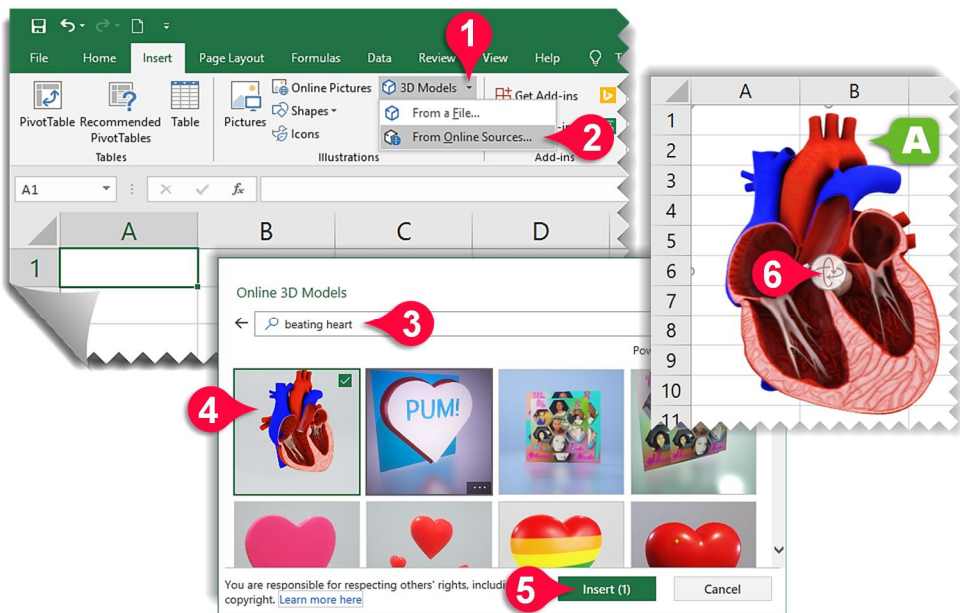 1
File Home Insert Page Layout Formulas Data Review View Help
Online Pictures 3D Models Get Add-ins
PivotTable Recommended PivotTables Table Pictures Shapes From a File...
Icons From Online Sources... 2
Tables Illustrations Add-ins
A1 fx
A B C D
1
Online 3D Models
beating heart 3
4
PUM!
You are responsible for respecting others' rights, including
copyright. Learn more here
5 Insert (1) Cancel
A B
1
2 A
3
4
5
6 6
7
8
9
10
11